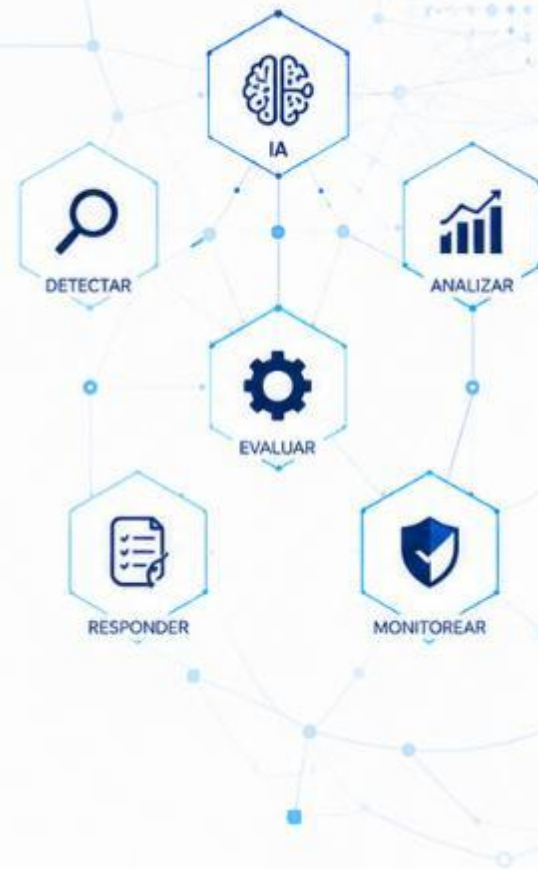 IA
DETECTAR
ANALIZAR
EVALUAR
RESPONDER
MONITOREAR